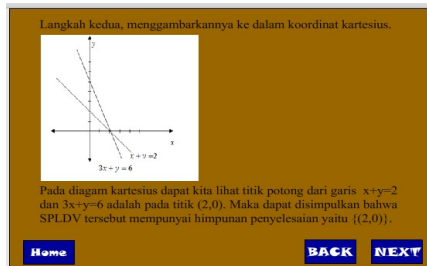 Langkah kedua, menggambarkannya ke dalam koordinat kartesius.
y
x
x + y =2
3x + y = 6
Pada diagram kartesius dapat kita lihat titik potong dari garis x+y=2
dan 3x+y=6 adalah pada titik (2,0). Maka dapat disimpulkan bahwa
SPLDV tersebut mempunyai himpunan penyelesaian yaitu {(2,0)}.
Home
BACK
NEXT